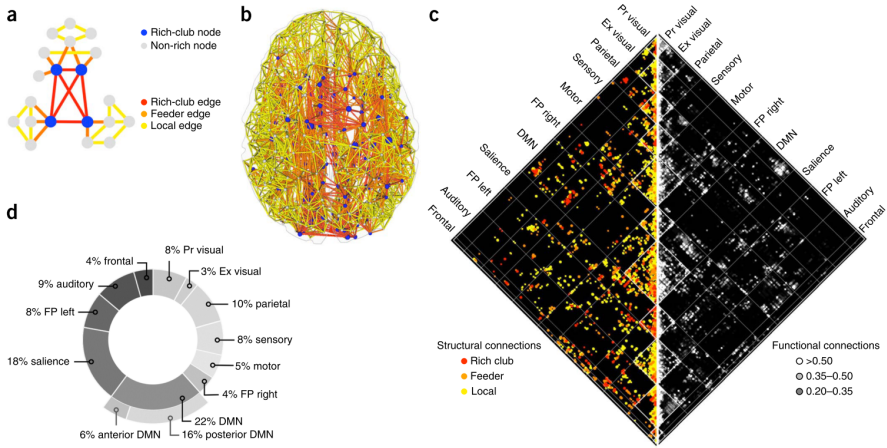 a
Rich-club node
Non-rich node
Rich-club edge
Feeder edge
Local edge
b
c
Pr visual
Ex visual
Parietal
Sensory
Motor
FP right
DMN
Salience
FP left
Auditory
Frontal
Pr visual
Ex visual
Parietal
Sensory
Motor
FP right
DMN
Salience
FP left
Auditory
Frontal
Structural connections
Rich club
Feeder
Local
Functional connections
>0.50
0.35–0.50
0.20–0.35
d
8% Pr visual
4% frontal
3% Ex visual
9% auditory
10% parietal
8% FP left
8% sensory
18% salience
5% motor
4% FP right
22% DMN
6% anterior DMN
16% posterior DMN